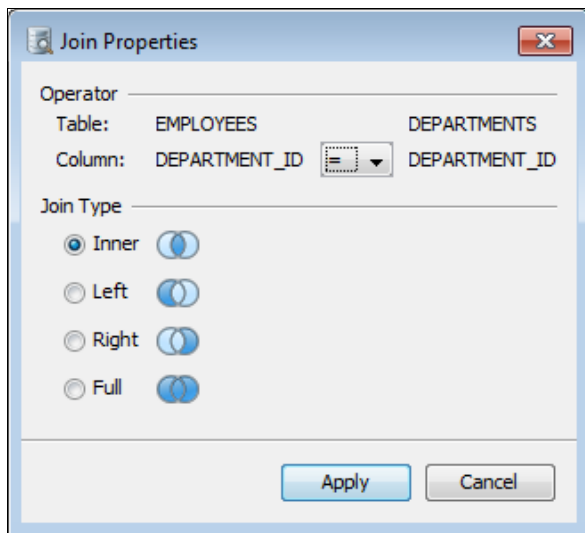 Join Properties
Operator
Table: EMPLOYEES DEPARTMENTS
Column: DEPARTMENT_ID = DEPARTMENT_ID
Join Type
Inner
Left
Right
Full
Apply Cancel